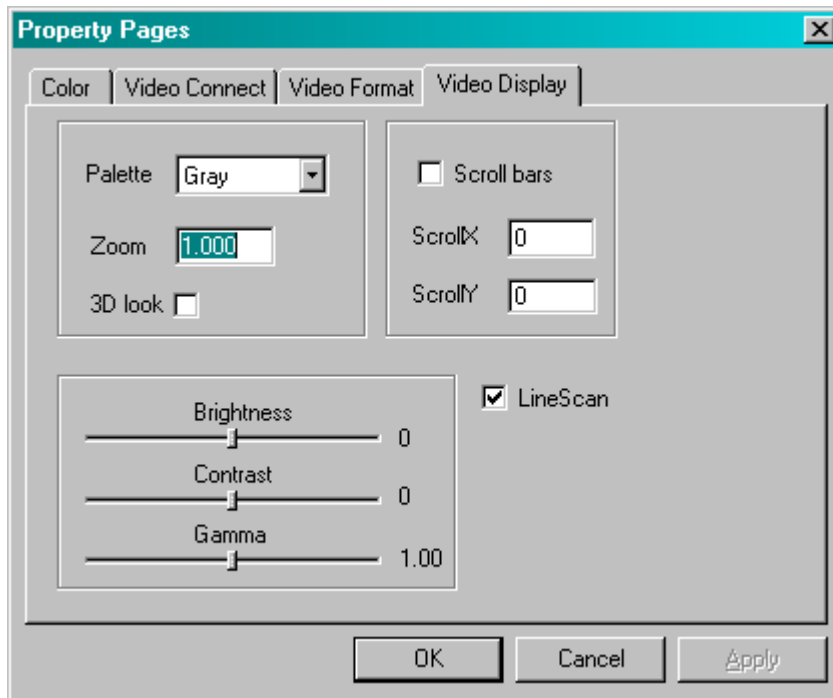 Property Pages
Color Video Connect Video Format Video Display
Palette Gray
Zoom 1.000
3D look
Scroll bars
ScrollX 0
ScrollY 0
Brightness
0
Contrast
0
Gamma
1.00
LineScan
OK Cancel Apply